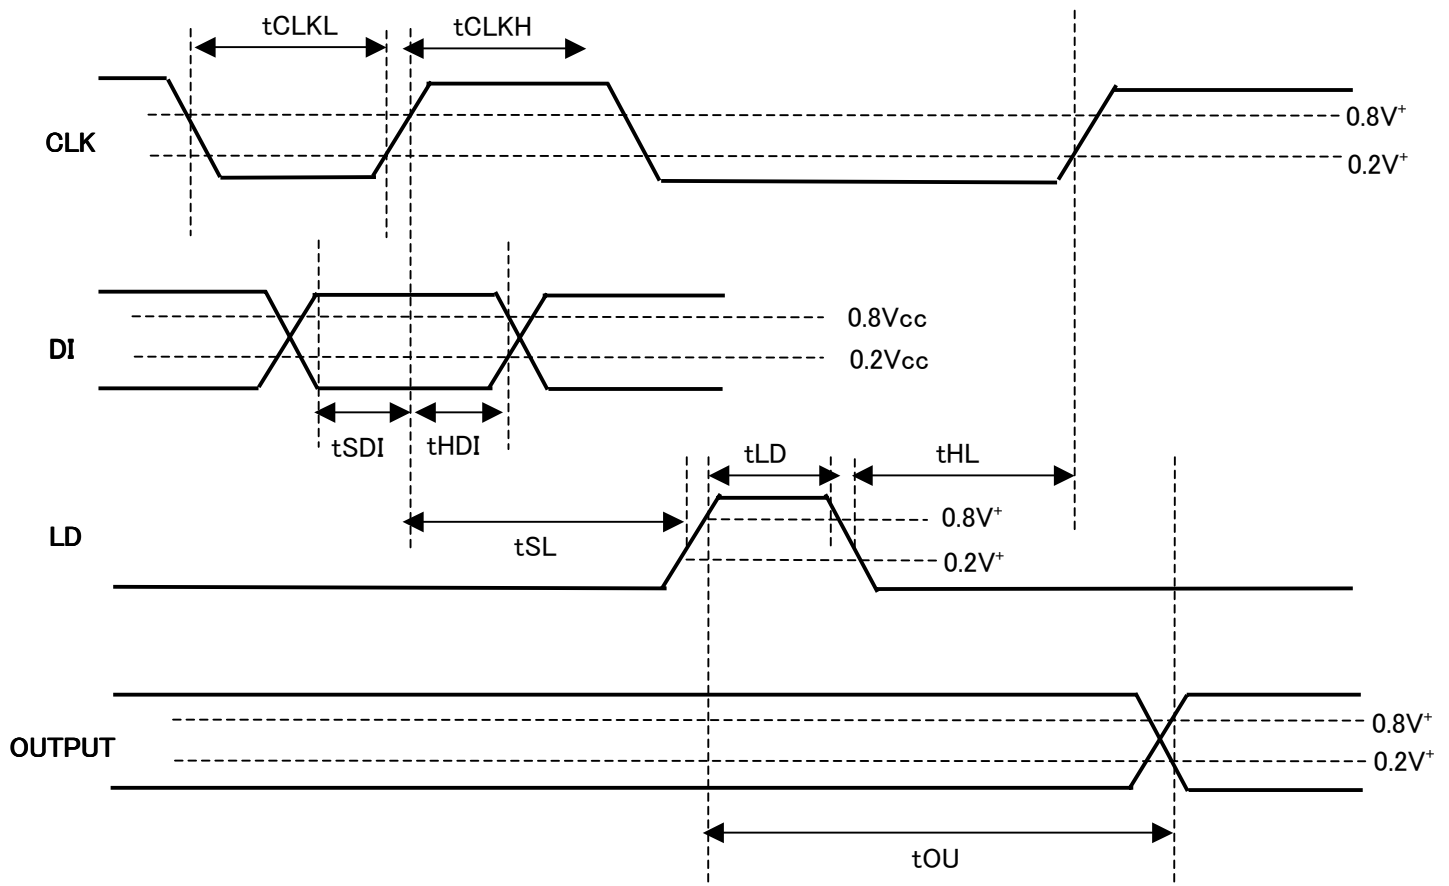 tCLKL
tCLKH
CLK
0.8V⁺
0.2V⁺
DI
0.8Vcc
0.2Vcc
tSDI
tHDI
tLD
tHL
LD
tSL
0.8V⁺
0.2V⁺
OUTPUT
0.8V⁺
0.2V⁺
tOU